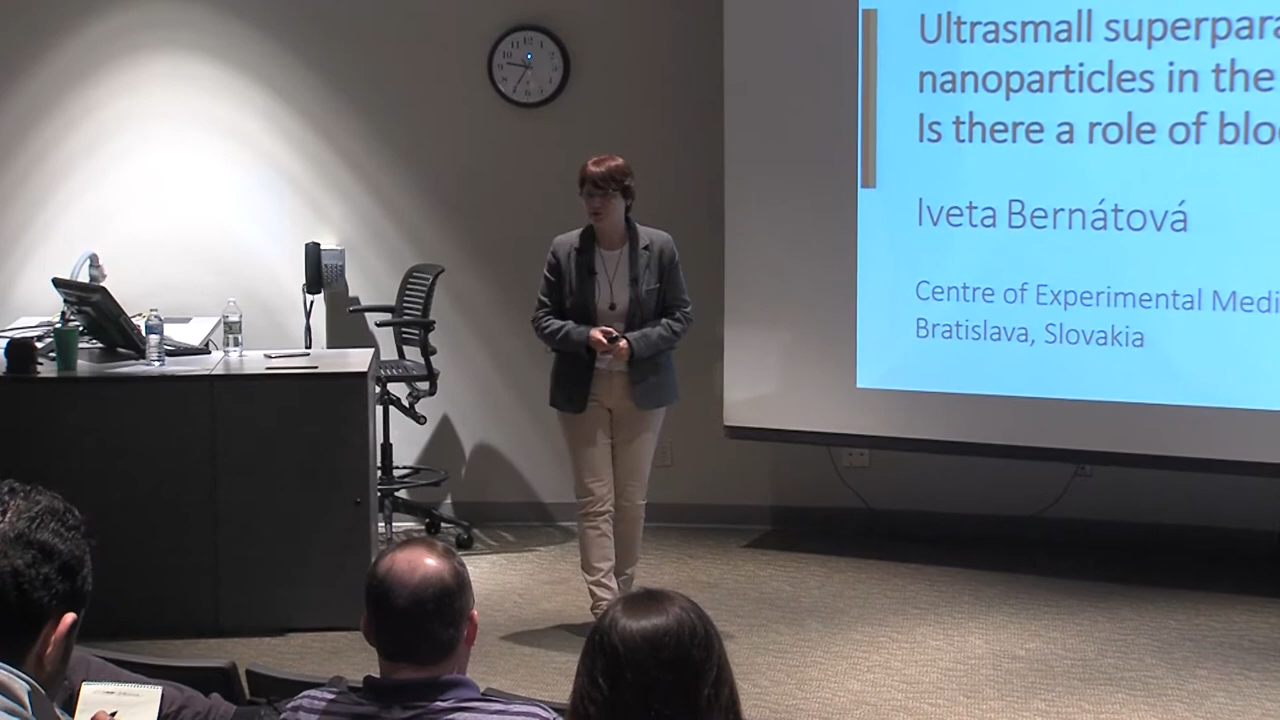 Ultrasmall superpara
nanoparticles in the
Is there a role of blo
Iveta Bernátová
Centre of Experimental Medi
Bratislava, Slovakia